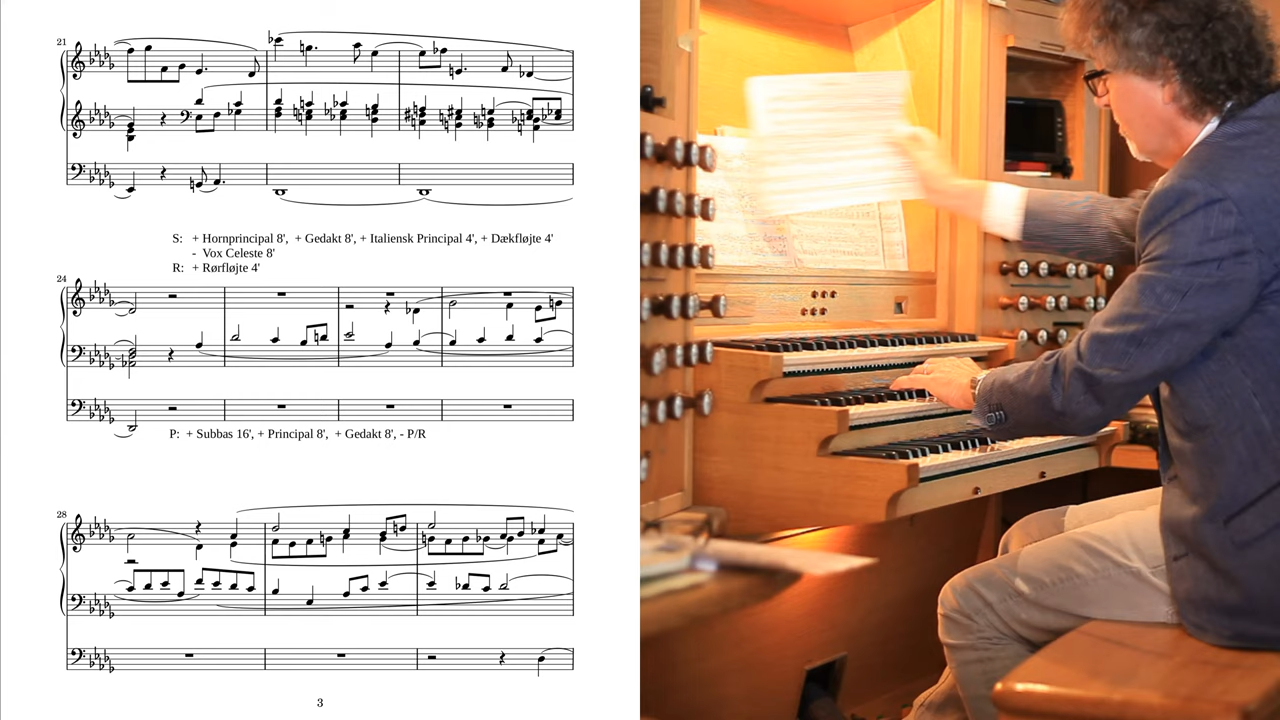 21
S: + Hornprincipal 8', + Gedakt 8', + Italiensk Principal 4', + Dækfløjte 4'
- Vox Celeste 8'
R: + Rørfløjte 4'
24
P: + Subbas 16', + Principal 8', + Gedakt 8', - P/R
28
3